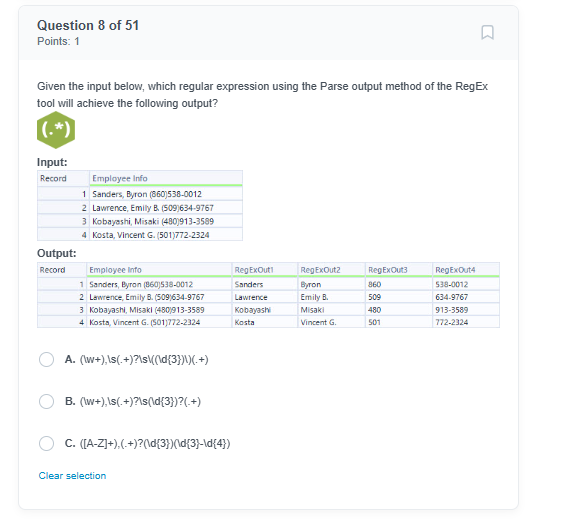 Question 8 of 51
Points: 1
Given the input below, which regular expression using the Parse output method of the RegEx
tool will achieve the following output?
(.*)
Input:
Record Employee Info
1 Sanders, Byron (860)538-0012
2 Lawrence, Emily B. (509)634-9767
3 Kobayashi, Misaki (480)913-3589
4 Kosta, Vincent G. (501)772-2324
Output:
Record Employee Info RegExOut1 RegExOut2 RegExOut3 RegExOut4
1 Sanders, Byron (860)538-0012 Sanders Byron 860 538-0012
2 Lawrence, Emily B. (509)634-9767 Lawrence Emily B. 509 634-9767
3 Kobayashi, Misaki (480)913-3589 Kobayashi Misaki 480 913-3589
4 Kosta, Vincent G. (501)772-2324 Kosta Vincent G. 501 772-2324
A. (\w+),\s(.+)?\s\((\d{3})\)(.+)
B. (\w+),\s(.+)?\s(\d{3})?(.+)
C. ([A-Z]+),(.+)?(\d{3})(\d{3}-\d{4})
Clear selection